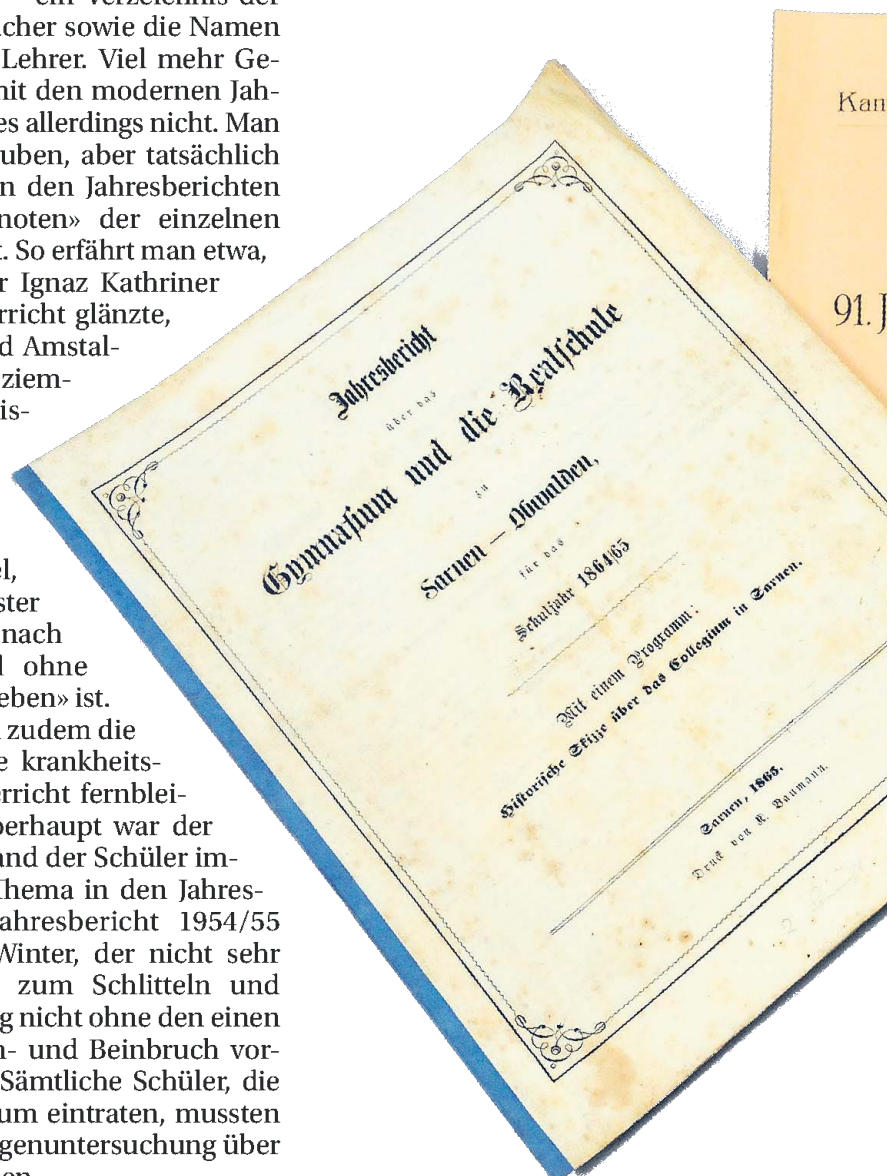 ein Verzeichnis der
cher sowie die Namen
Lehrer. Viel mehr Ge-
mit den modernen Jah-
es allerdings nicht. Man
uben, aber tatsächlich
n den Jahresberichten
noten» der einzelnen
t. So erfährt man etwa,
r Ignaz Kathriner
rricht glänzte,
d Amstal-
ziem-
is-
el,
ster
nach
d ohne
eben» ist.
zudem die
e krankheits-
erricht fernblei-
berhaupt war der
and der Schüler im-
Thema in den Jahres-
ahresbericht 1954/55
Winter, der nicht sehr
zum Schlitteln und
g nicht ohne den einen
n- und Beinbruch vor-
Sämtliche Schüler, die
um eintraten, mussten
genuntersuchung über
Jahresbericht
über das
Gymnasium und die Realschule
zu
Sarnen — Obwalden,
für das
Schuljahr 1864/65
Mit einem Programm:
Historische Skizze über das Collegium in Sarnen.
Sarnen, 1865.
Druck von K. Baumann.
Kan
91. J